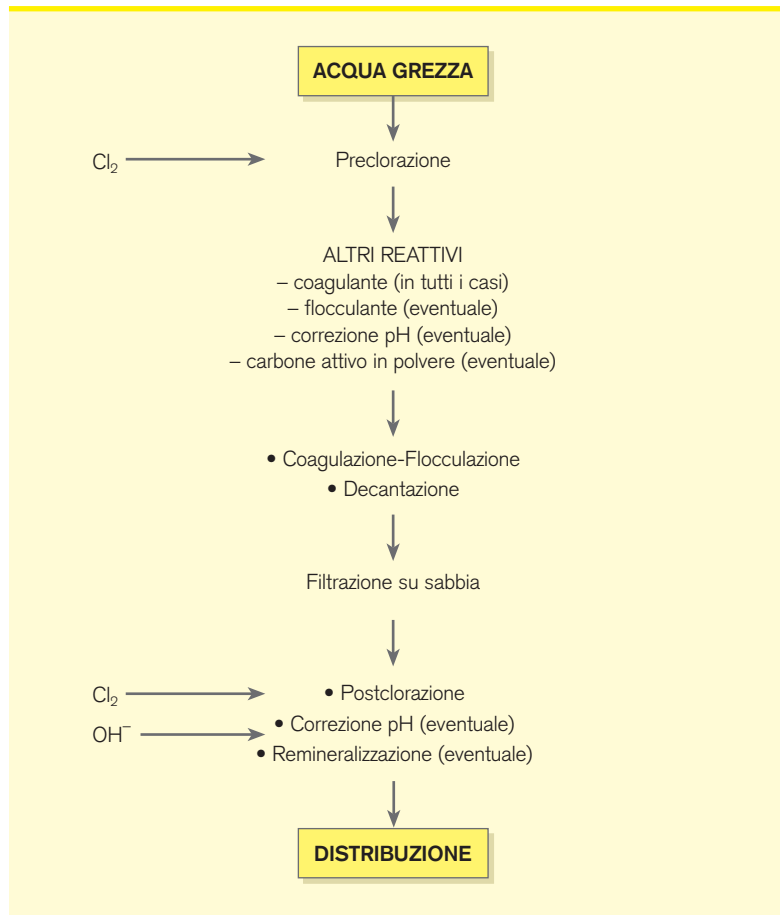 ACQUA GREZZA
Cl₂
Preclorazione
ALTRI REATTIVI
– coagulante (in tutti i casi)
– flocculante (eventuale)
– correzione pH (eventuale)
– carbone attivo in polvere (eventuale)
• Coagulazione-Flocculazione
• Decantazione
Filtrazione su sabbia
Cl₂
• Postclorazione
OH⁻
• Correzione pH (eventuale)
• Remineralizzazione (eventuale)
DISTRIBUZIONE